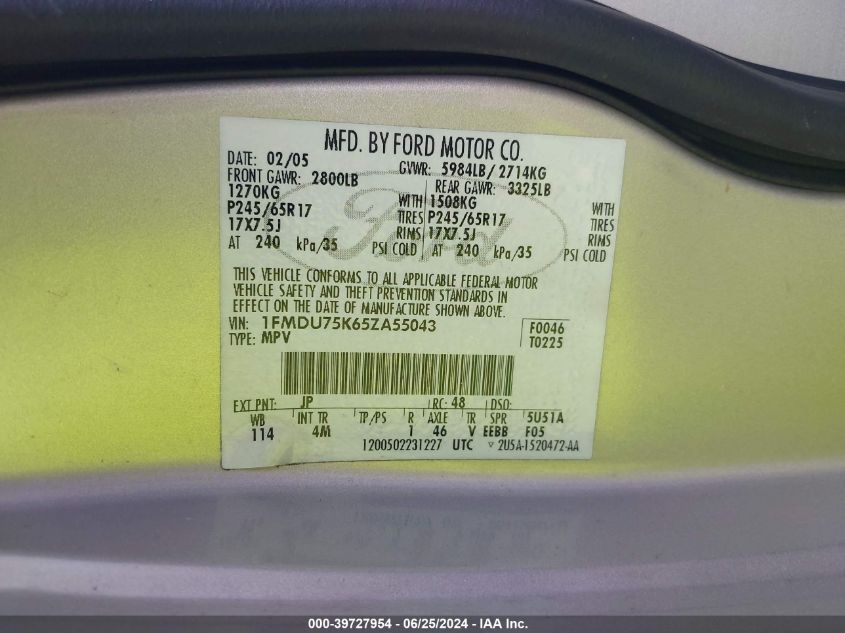 MFD. BY FORD MOTOR CO.
DATE: 02/05 GVWR: 5984LB/ 2714KG
FRONT GAWR: 2800LB REAR GAWR: 3325LB
1270KG WITH 1508KG WITH
P245/65R17 TIRES P245/65R17 TIRES
17X7.5J RIMS 17X7.5J RIMS
AT 240 kPa/35 PSI COLD AT 240 kPa/35 PSI COLD
Ford
THIS VEHICLE CONFORMS TO ALL APPLICABLE FEDERAL MOTOR
VEHICLE SAFETY AND THEFT PREVENTION STANDARDS IN
EFFECT ON THE DATE OF MANUFACTURE SHOWN ABOVE.
VIN: 1FMDU75K65ZA55043 F0046
TYPE: MPV T0225
EXT PNT: JP RC: 48 DSO:
WB INT TR TP/PS R AXLE TR SPR 5U51A
114 4M 1 46 V EEBB F05
1200502231227 UTC ▽ 2U5A-1520472-AA
000-39727954 - 06/25/2024 - IAA Inc.